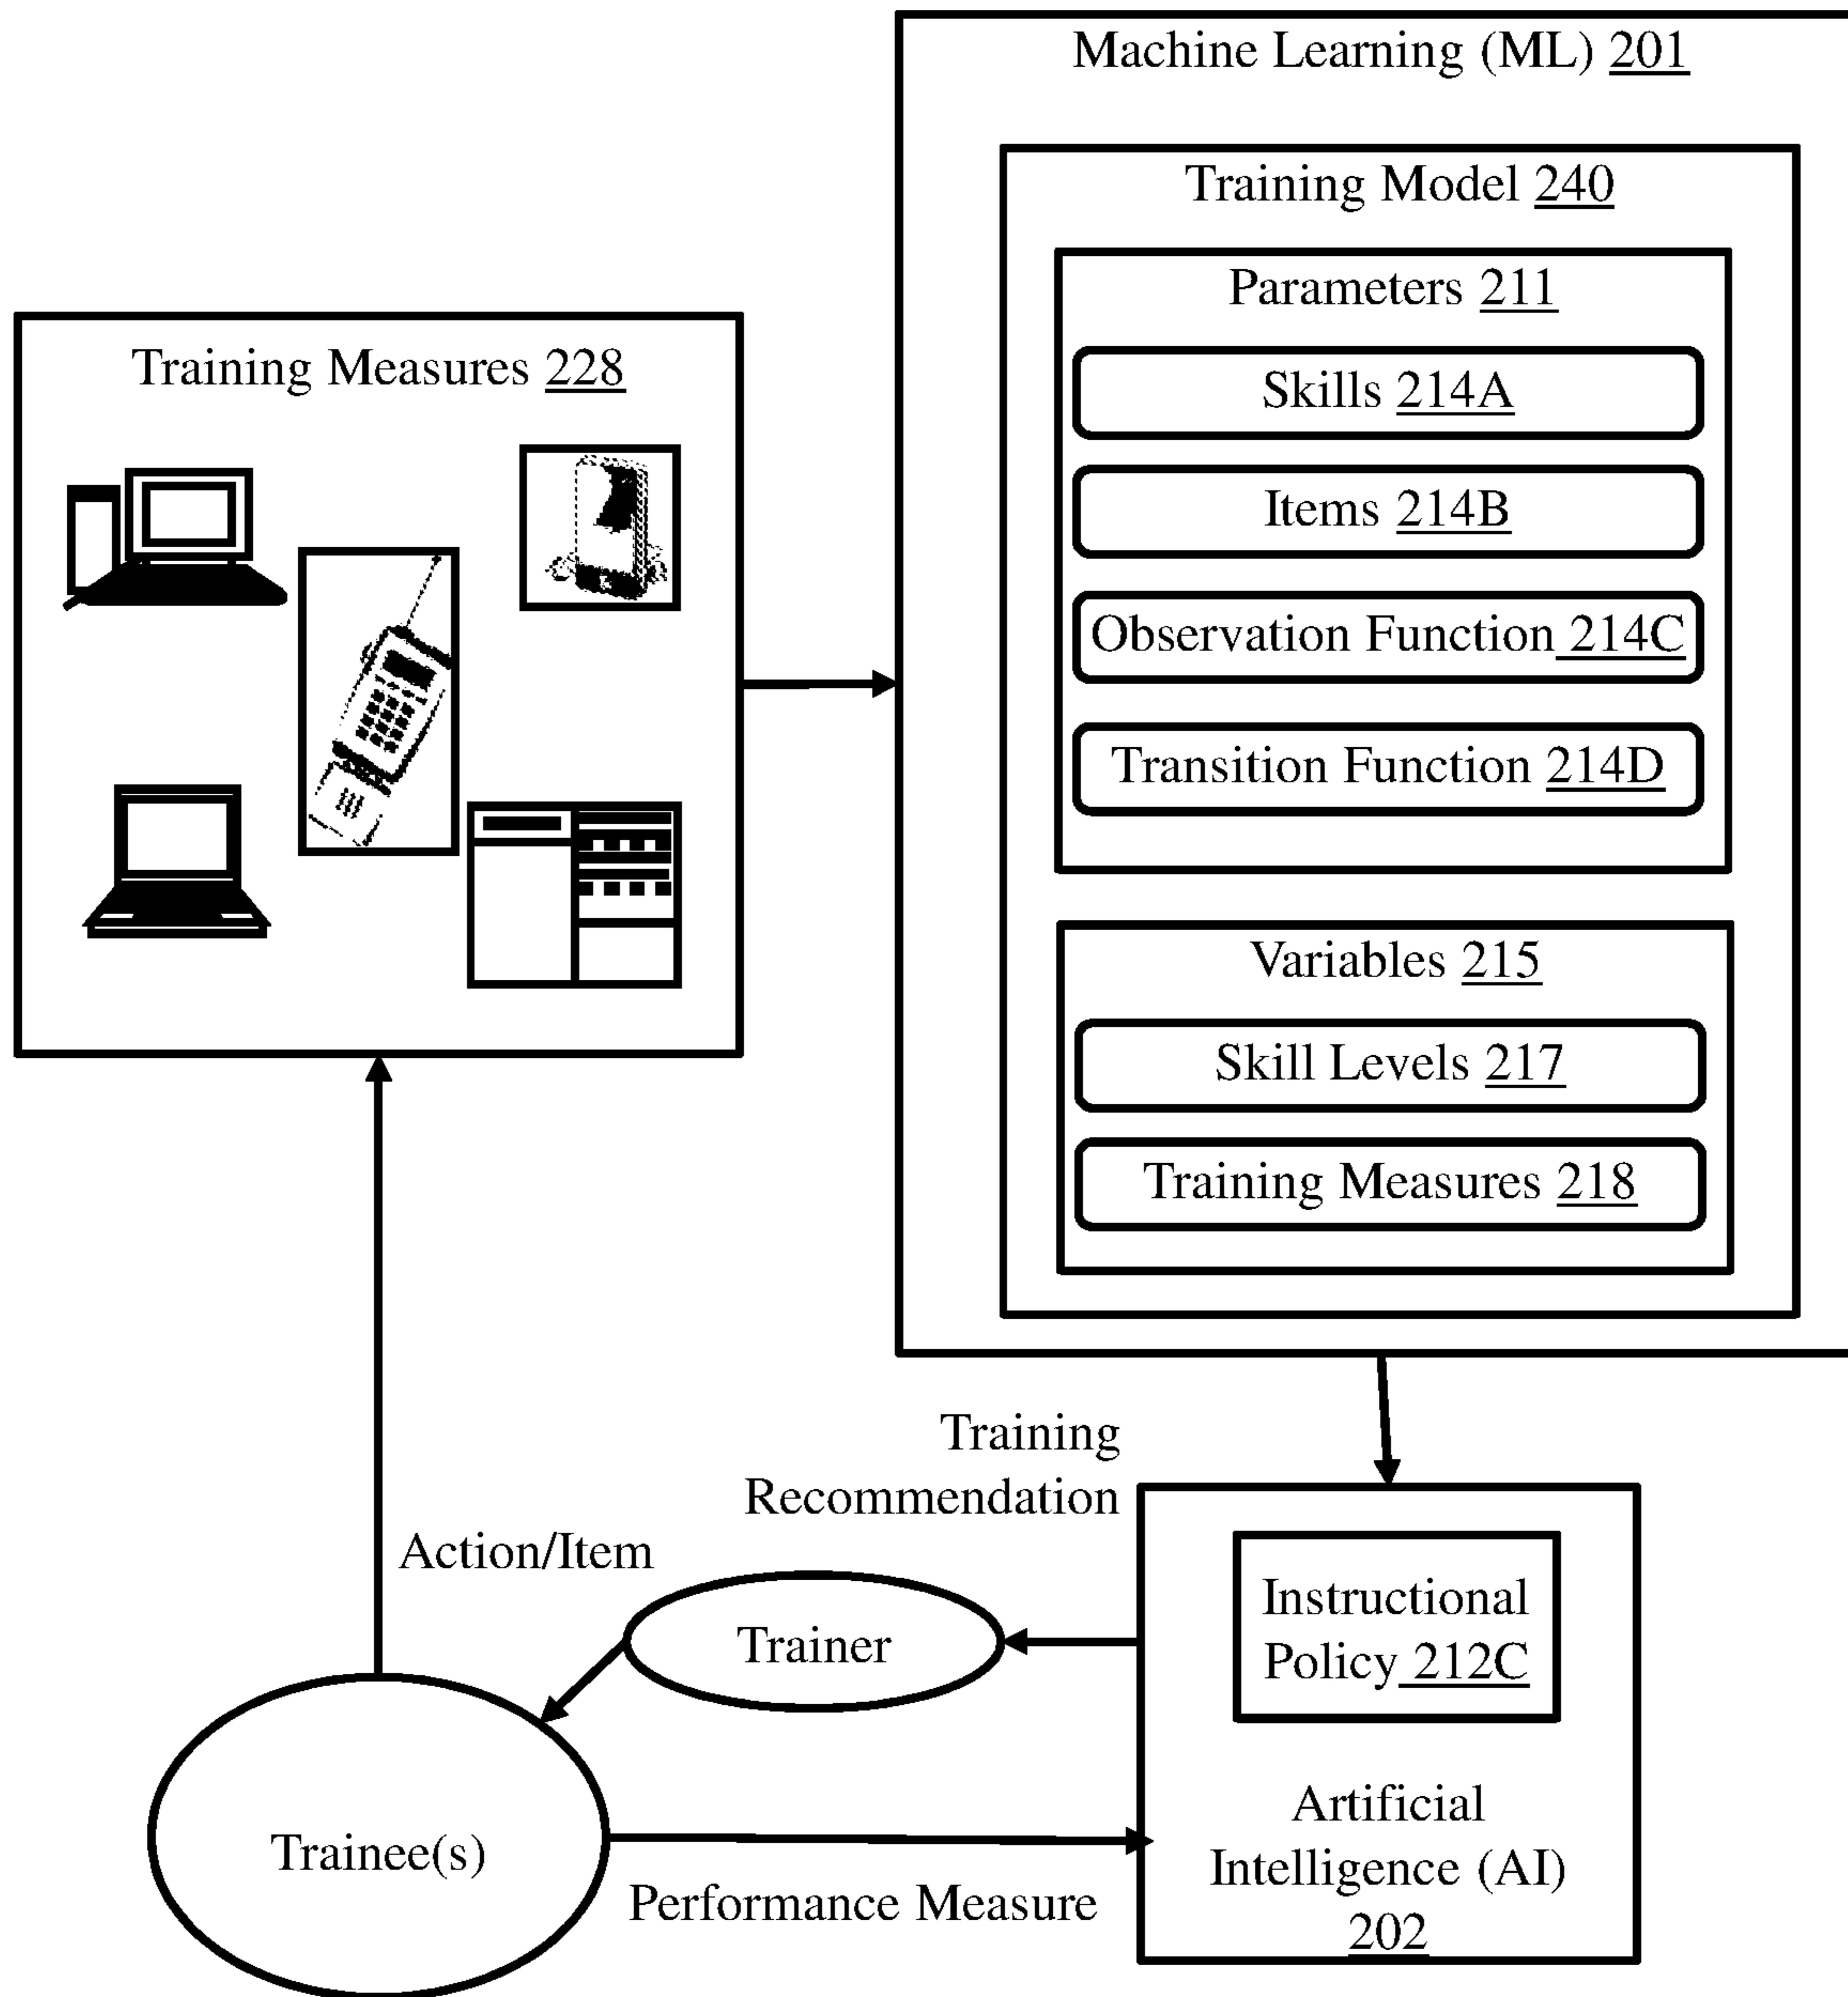 Machine Learning (ML) 201
Training Model 240
Parameters 211
Skills 214A
Items 214B
Observation Function 214C
Transition Function 214D
Variables 215
Skill Levels 217
Training Measures 218
Training Measures 228
Training
Recommendation
Action/Item
Trainer
Instructional
Policy 212C
Artificial
Intelligence (AI)
202
Trainee(s)
Performance Measure